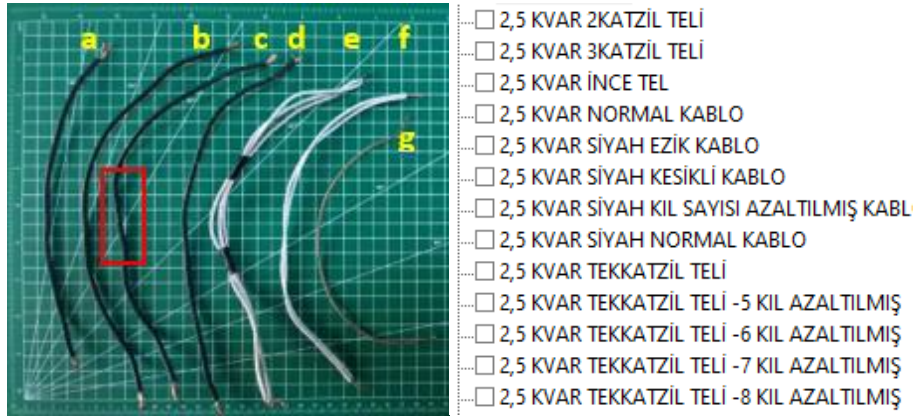 a b c d e f
g
2,5 KVAR 2KATZİL TELİ
2,5 KVAR 3KATZİL TELİ
2,5 KVAR İNCE TEL
2,5 KVAR NORMAL KABLO
2,5 KVAR SİYAH EZİK KABLO
2,5 KVAR SİYAH KESİKLİ KABLO
2,5 KVAR SİYAH KIL SAYISI AZALTILMIŞ KABL
2,5 KVAR SİYAH NORMAL KABLO
2,5 KVAR TEKKATZİL TELİ
2,5 KVAR TEKKATZİL TELİ -5 KIL AZALTILMIŞ
2,5 KVAR TEKKATZİL TELİ -6 KIL AZALTILMIŞ
2,5 KVAR TEKKATZİL TELİ -7 KIL AZALTILMIŞ
2,5 KVAR TEKKATZİL TELİ -8 KIL AZALTILMIŞ